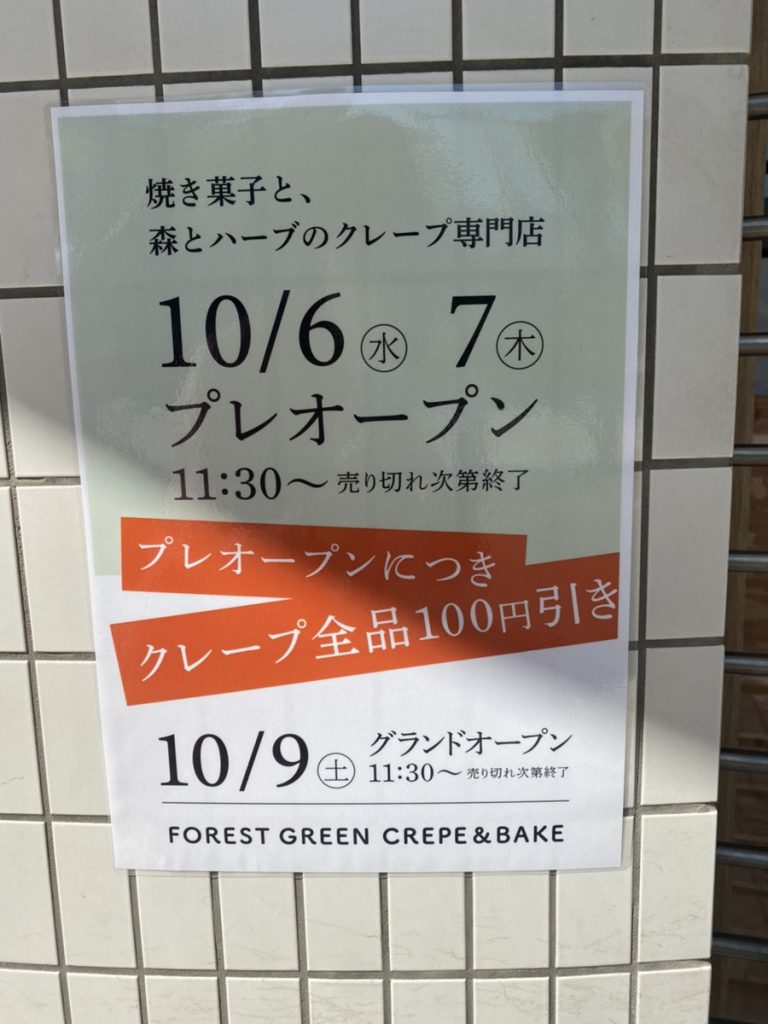 焼き菓子と、
森とハーブのクレープ専門店
10/6㊌ 7㊍
プレオープン
11:30～ 売り切れ次第終了
プレオープンにつき
クレープ全品100円引き
10/9㊏ グランドオープン
11:30～ 売り切れ次第終了
FOREST GREEN CREPE&BAKE